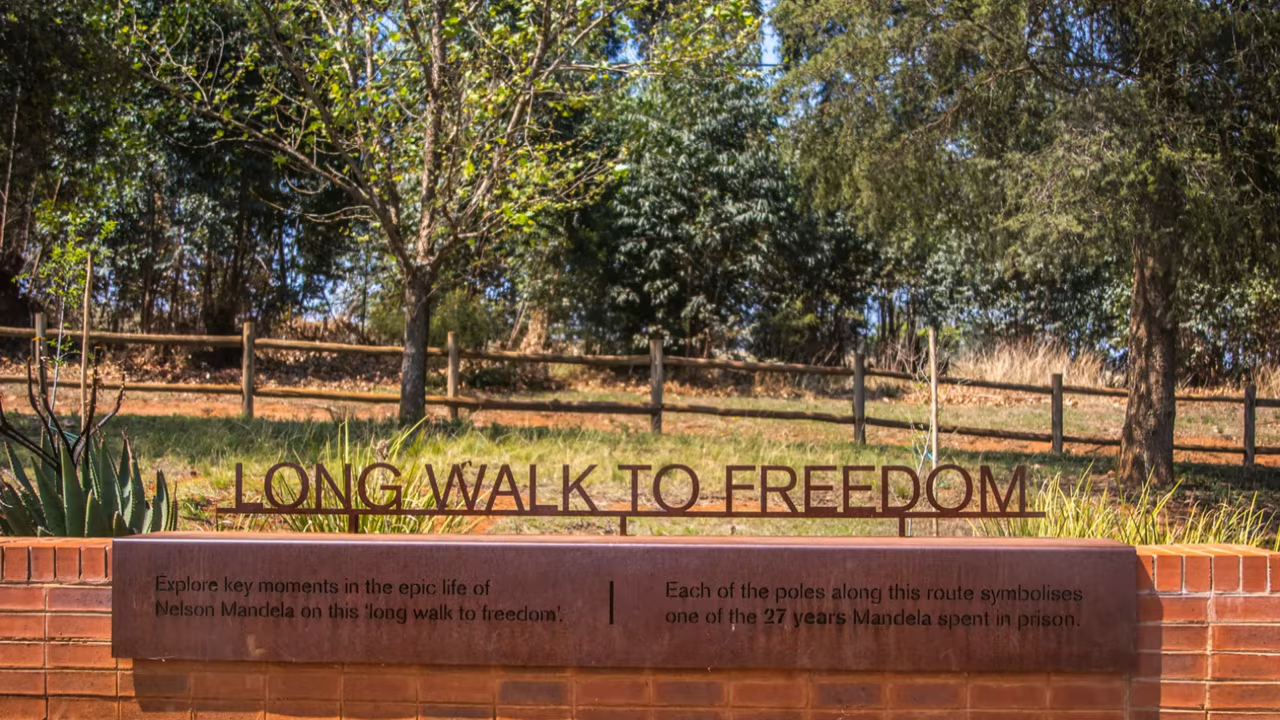 LONG WALK TO FREEDOM
Explore key moments in the epic life of
Nelson Mandela on this ‘long walk to freedom’.
Each of the poles along this route symbolises
one of the 27 years Mandela spent in prison.